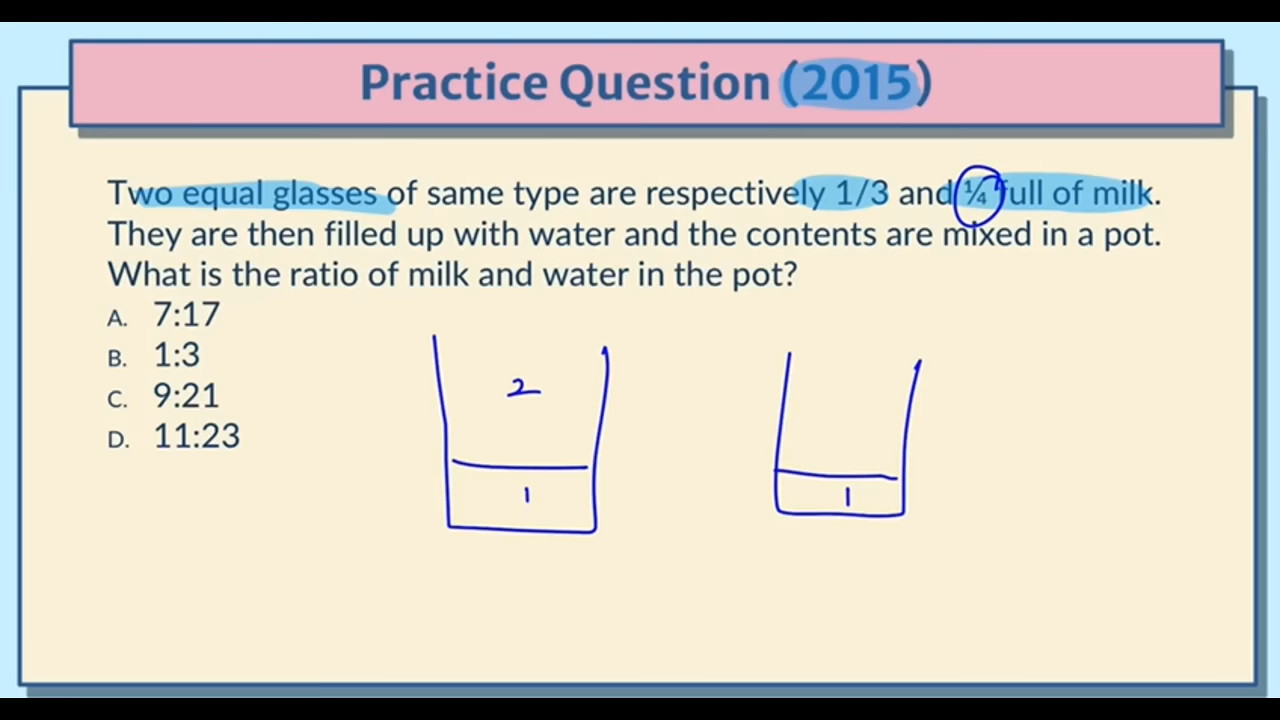 Practice Question (2015)
Two equal glasses of same type are respectively 1/3 and ¼ full of milk.
They are then filled up with water and the contents are mixed in a pot.
What is the ratio of milk and water in the pot?
A. 7:17
B. 1:3
C. 9:21
D. 11:23
2
1 1